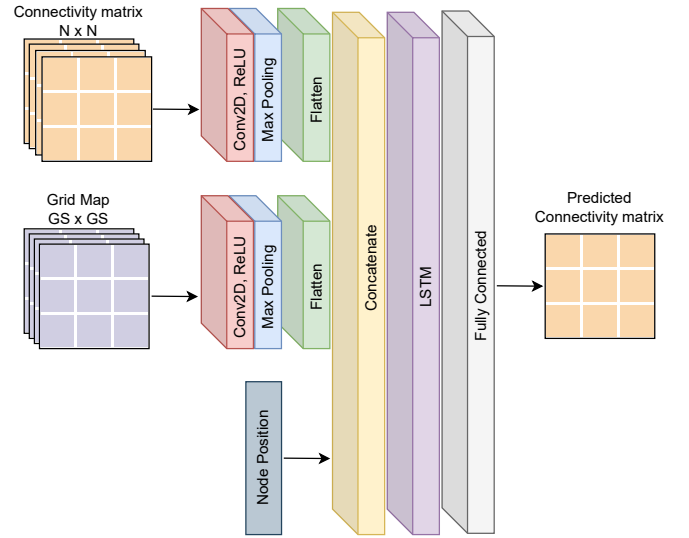 Connectivity matrix
N x N
Conv2D, ReLU
Max Pooling
Flatten
Grid Map
GS x GS
Conv2D, ReLU
Max Pooling
Flatten
Node Position
Concatenate
LSTM
Fully Connected
Predicted
Connectivity matrix